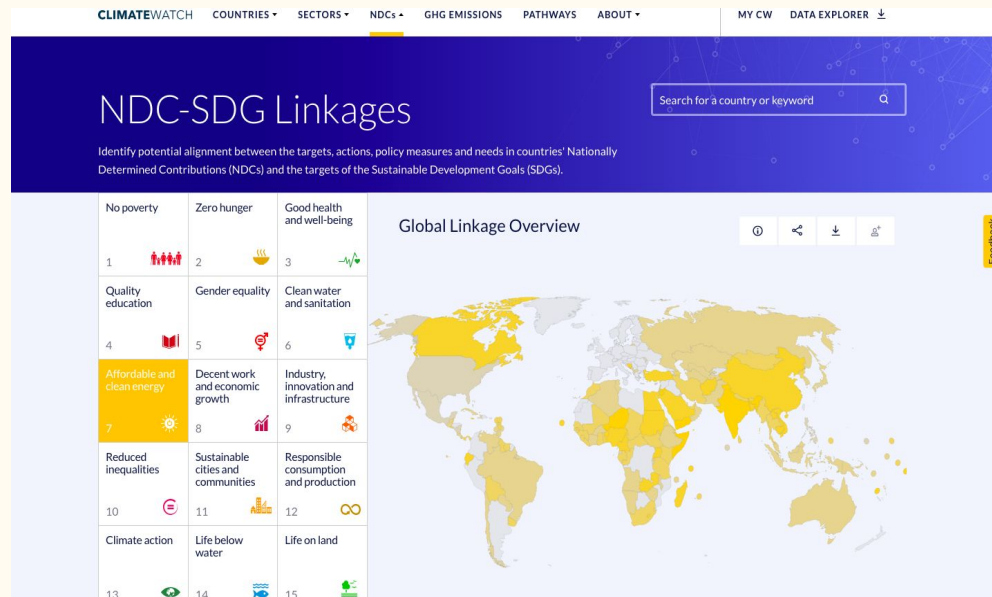 CLIMATEWATCH COUNTRIES SECTORS NDCs GHG EMISSIONS PATHWAYS ABOUT MY CW DATA EXPLORER
NDC-SDG Linkages
Search for a country or keyword
Identify potential alignment between the targets, actions, policy measures and needs in countries' Nationally
Determined Contributions (NDCs) and the targets of the Sustainable Development Goals (SDGs).
No poverty
1
Zero hunger
2
Good health
and well-being
3
Global Linkage Overview
Feedback
Quality
education
4
Gender equality
5
Clean water
and sanitation
6
Affordable and
clean energy
7
Decent work
and economic
growth
8
Industry,
innovation and
infrastructure
9
Reduced
inequalities
10
Sustainable
cities and
communities
11
Responsible
consumption
and production
12
Climate action
13
Life below
water
14
Life on land
15